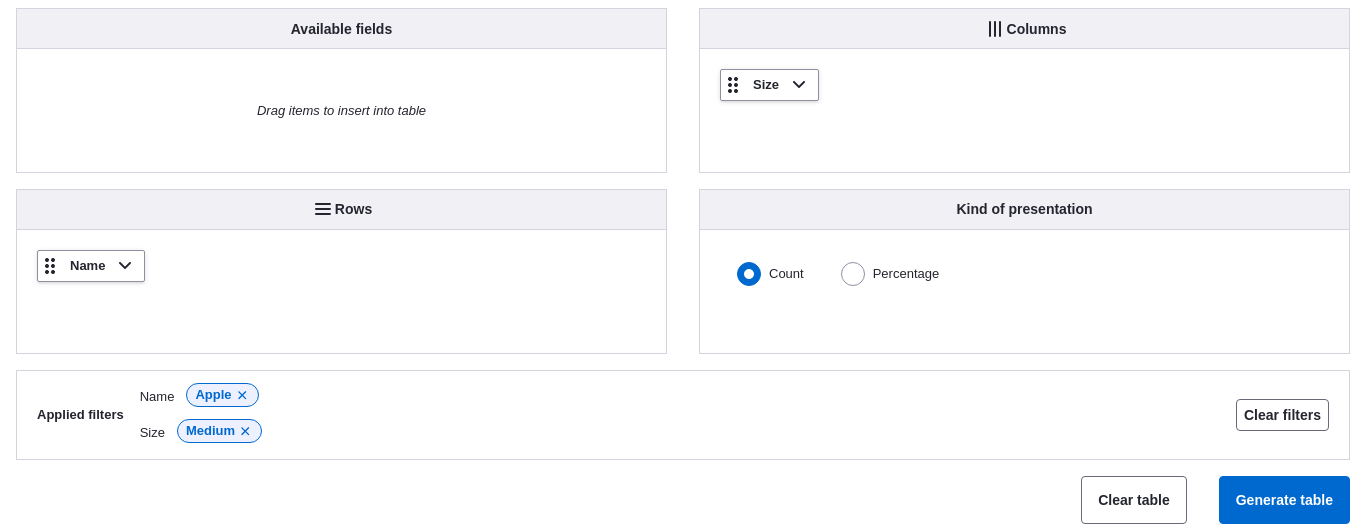 Available fields
Drag items to insert into table
Columns
Size
Rows
Name
Kind of presentation
Count
Percentage
Applied filters
Name
Apple
Size
Medium
Clear filters
Clear table
Generate table